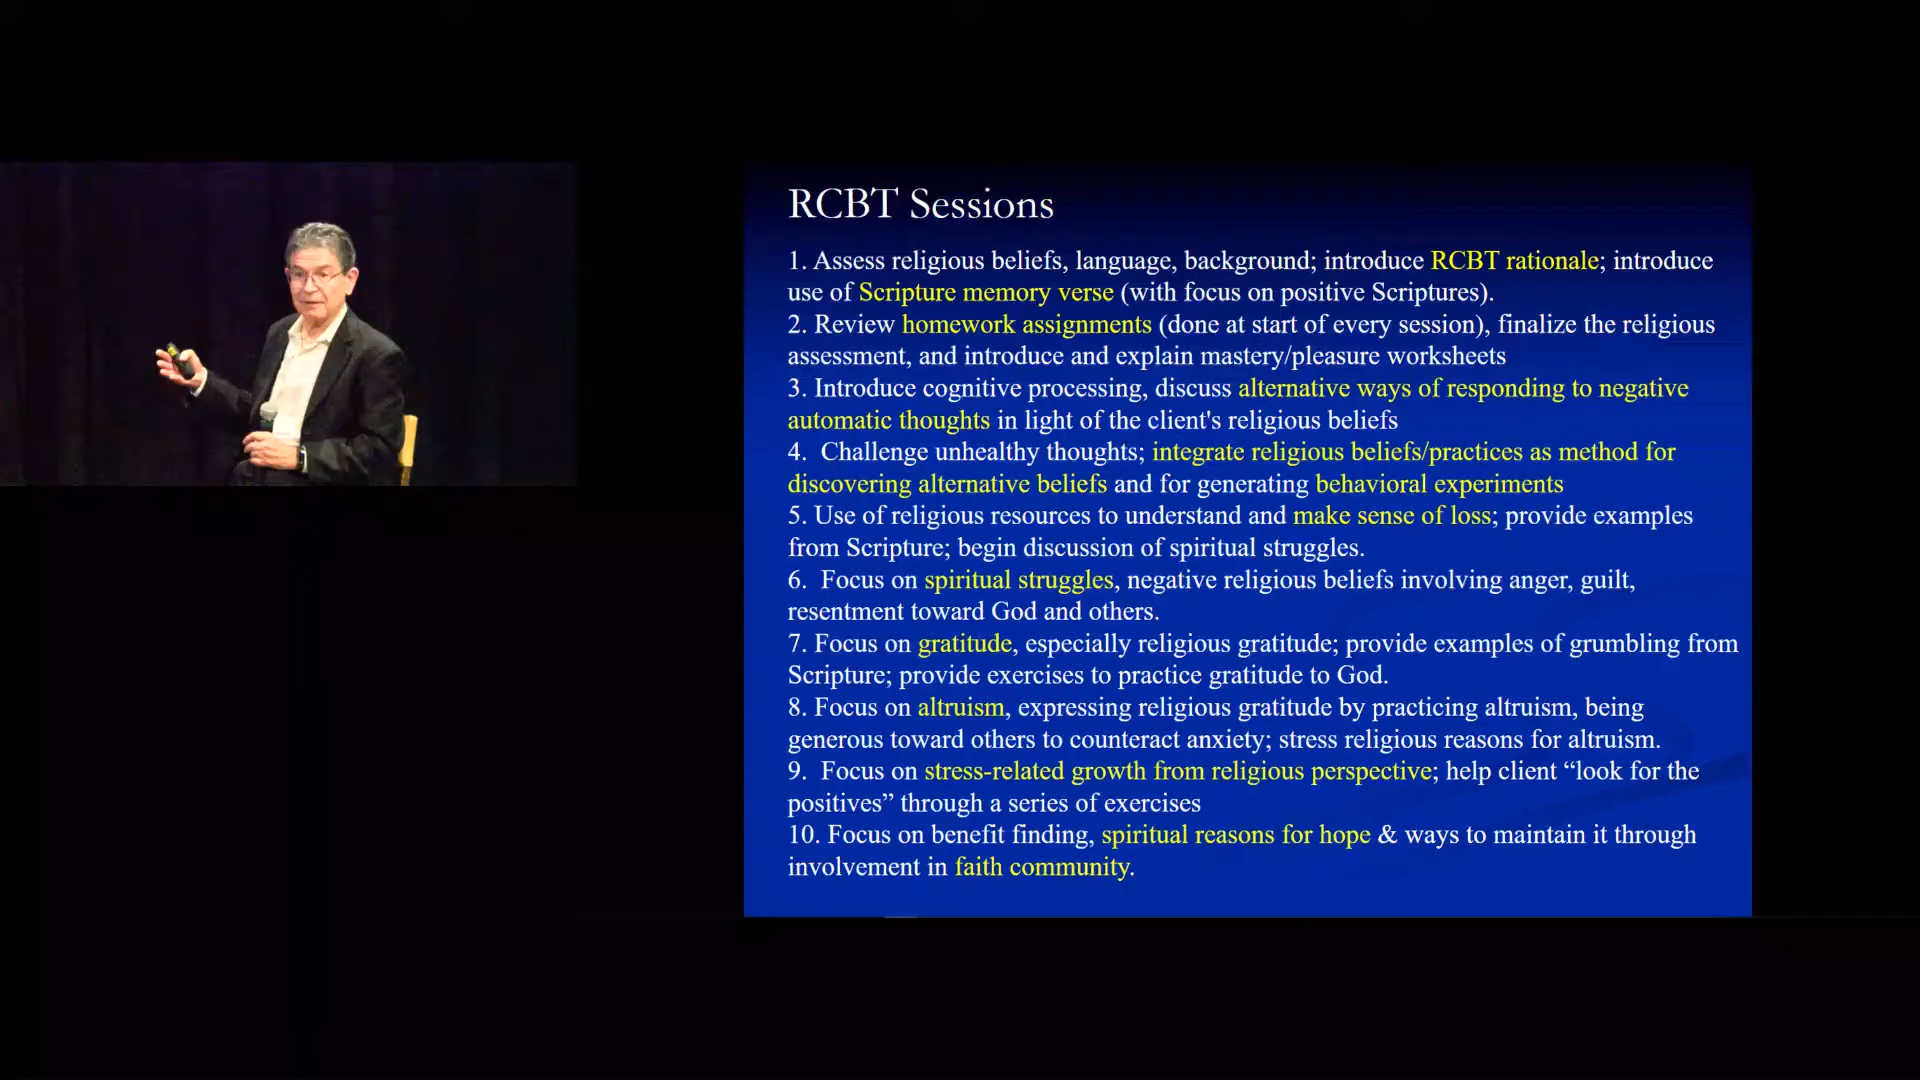 RCBT Sessions
1. Assess religious beliefs, language, background; introduce RCBT rationale; introduce
use of Scripture memory verse (with focus on positive Scriptures).
2. Review homework assignments (done at start of every session), finalize the religious
assessment, and introduce and explain mastery/pleasure worksheets
3. Introduce cognitive processing, discuss alternative ways of responding to negative
automatic thoughts in light of the client's religious beliefs
4.  Challenge unhealthy thoughts; integrate religious beliefs/practices as method for
discovering alternative beliefs and for generating behavioral experiments
5. Use of religious resources to understand and make sense of loss; provide examples
from Scripture; begin discussion of spiritual struggles.
6.  Focus on spiritual struggles, negative religious beliefs involving anger, guilt,
resentment toward God and others.
7. Focus on gratitude, especially religious gratitude; provide examples of grumbling from
Scripture; provide exercises to practice gratitude to God.
8. Focus on altruism, expressing religious gratitude by practicing altruism, being
generous toward others to counteract anxiety; stress religious reasons for altruism.
9.  Focus on stress-related growth from religious perspective; help client “look for the
positives” through a series of exercises
10. Focus on benefit finding, spiritual reasons for hope & ways to maintain it through
involvement in faith community.